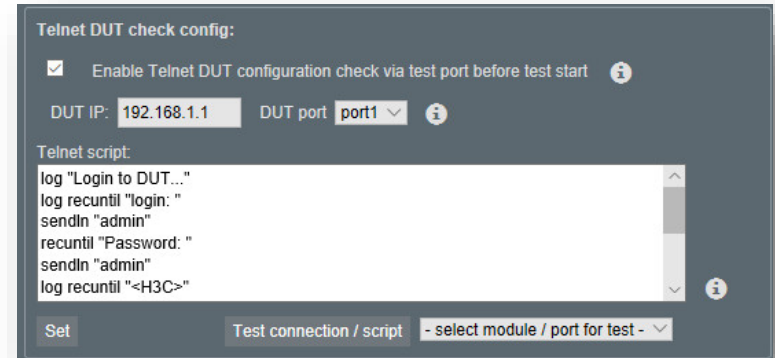 Telnet DUT check config:
Enable Telnet DUT configuration check via test port before test start
DUT IP: 192.168.1.1 DUT port port1
Telnet script:
log "Login to DUT..."
log recuntil "login: "
sendln "admin"
recuntil "Password: "
sendln "admin"
log recuntil "<H3C>"
Set Test connection / script - select module / port for test -